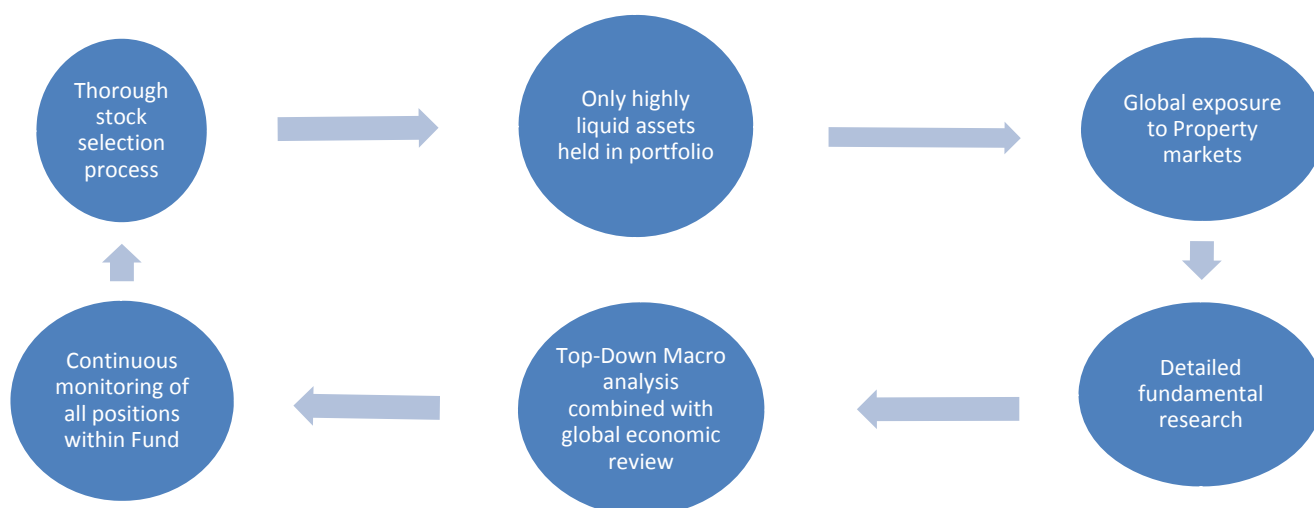 Thorough
stock
selection
process
Only highly
liquid assets
held in portfolio
Global exposure
to Property
markets
Detailed
fundamental
research
Top-Down Macro
analysis
combined with
global economic
review
Continuous
monitoring of
all positions
within Fund